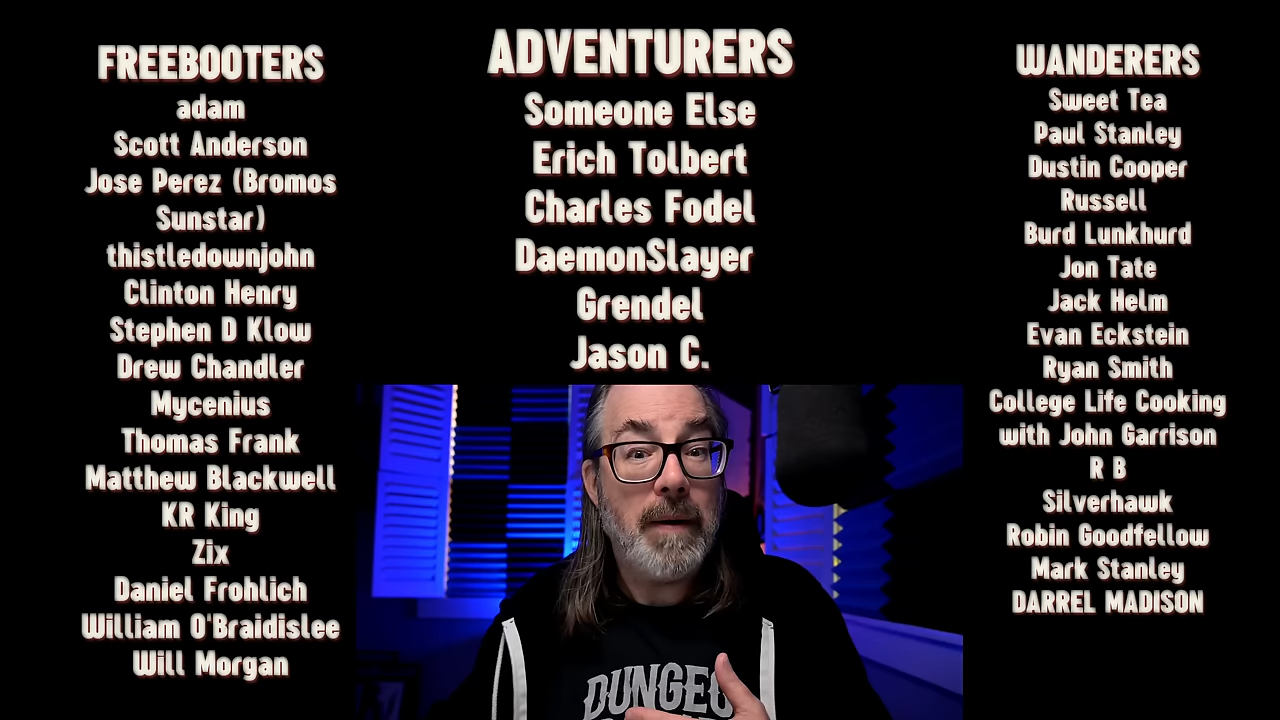 FREEBOOTERS
adam
Scott Anderson
Jose Perez (Bromos
Sunstar)
thistledownjohn
Clinton Henry
Stephen D Klow
Drew Chandler
Mycenius
Thomas Frank
Matthew Blackwell
KR King
Zix
Daniel Frohlich
William O'Braidislee
Will Morgan
ADVENTURERS
Someone Else
Erich Tolbert
Charles Fodel
DaemonSlayer
Grendel
Jason C.
WANDERERS
Sweet Tea
Paul Stanley
Dustin Cooper
Russell
Burd Lunkhurd
Jon Tate
Jack Helm
Evan Eckstein
Ryan Smith
College Life Cooking
with John Garrison
R B
Silverhawk
Robin Goodfellow
Mark Stanley
DARREL MADISON
DUNGEO